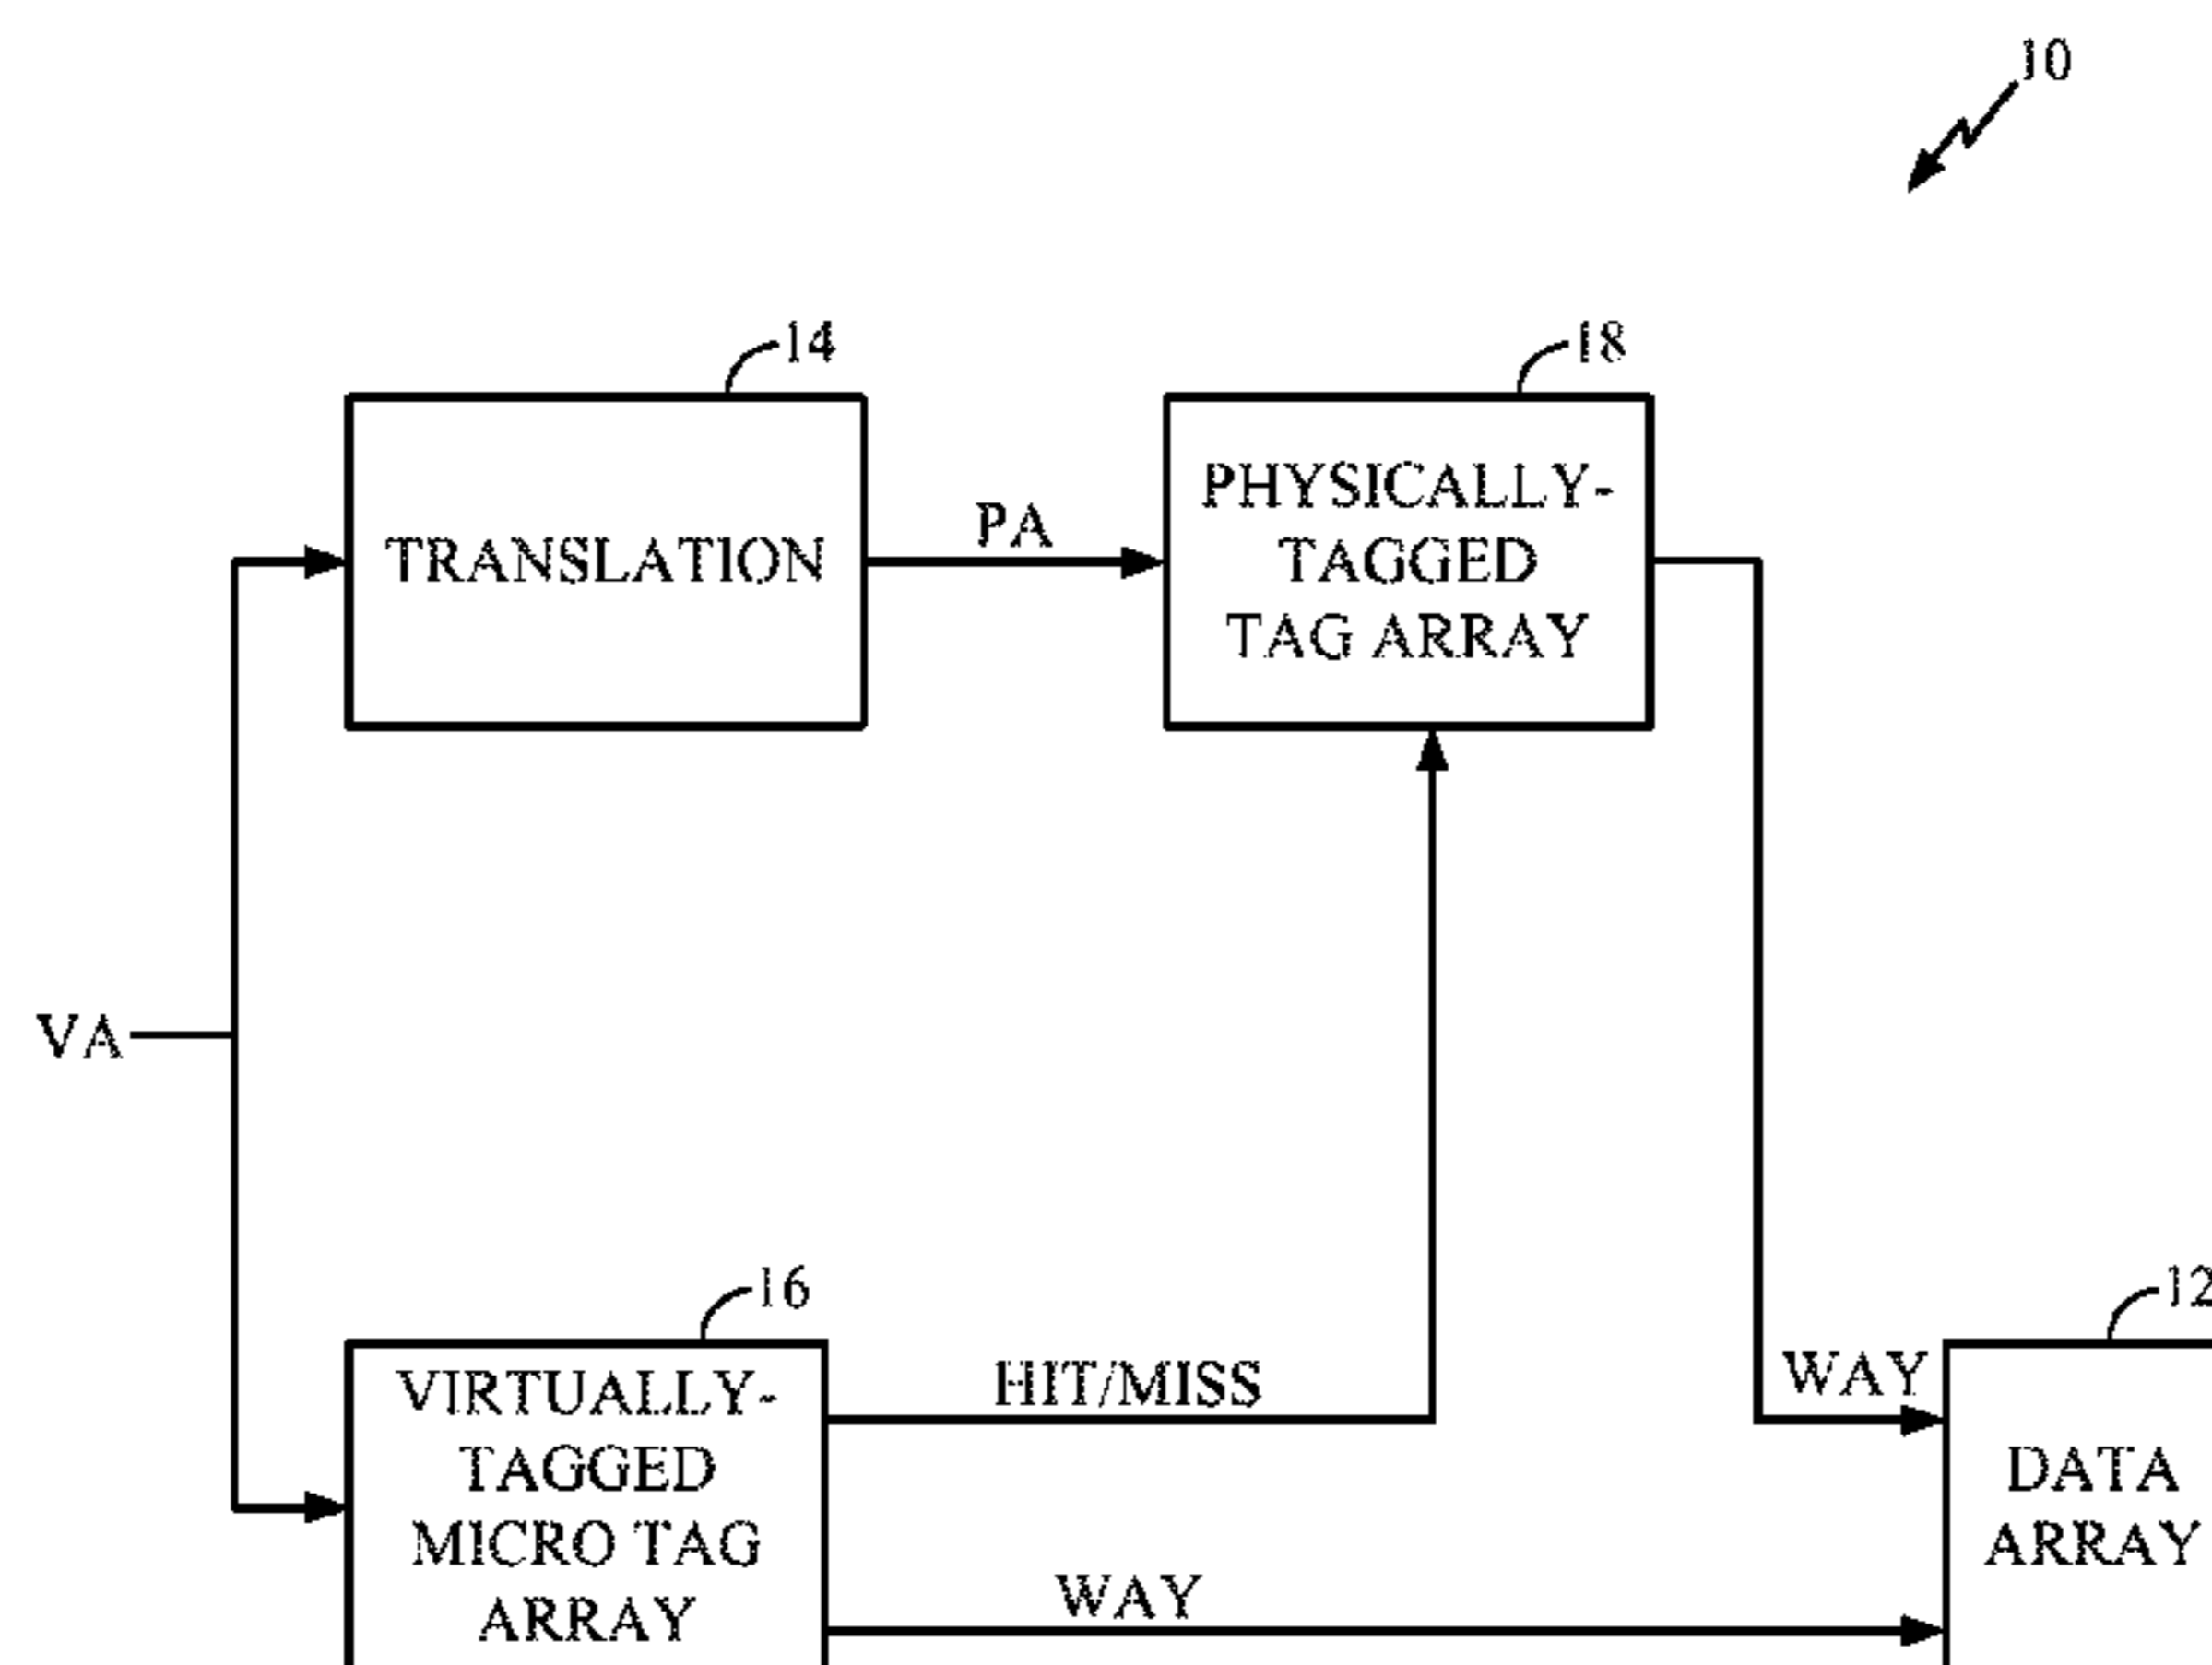 10
14
18
TRANSLATION
PA
PHYSICALLY-
TAGGED
TAG ARRAY
VA
16
12
VIRTUALLY-
TAGGED
MICRO TAG
ARRAY
HIT/MISS
WAY
WAY
DATA
ARRAY